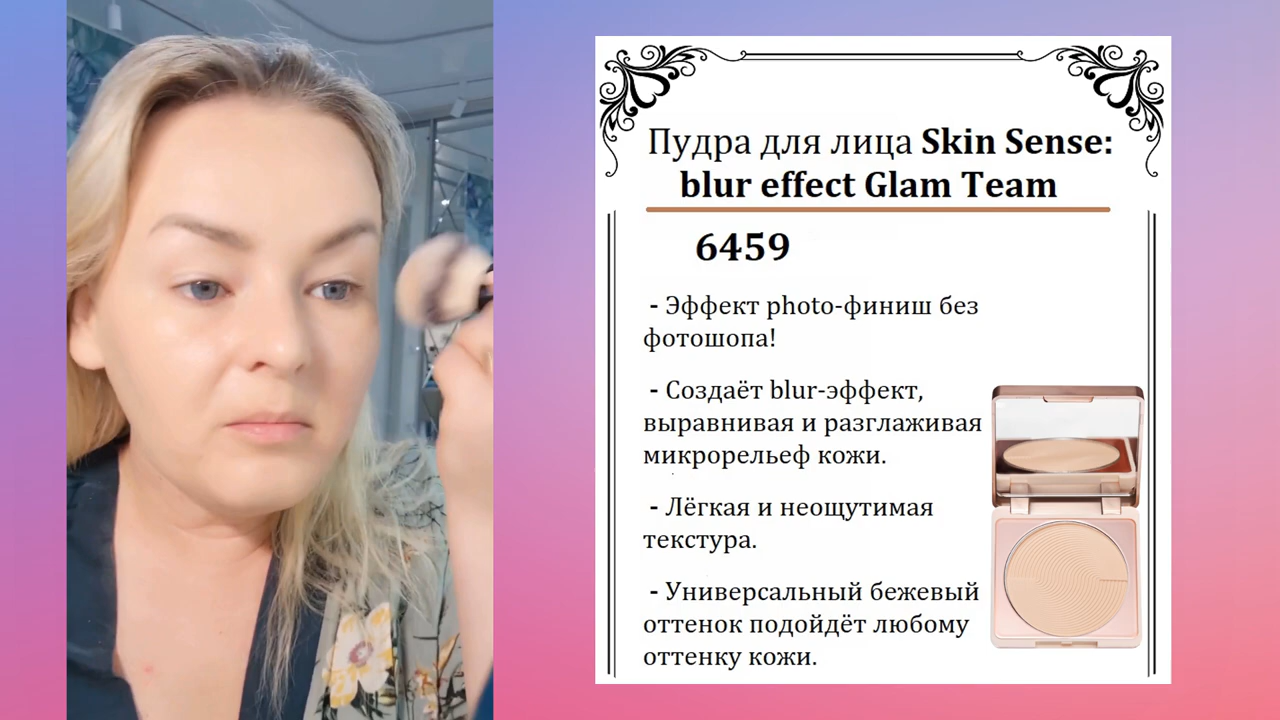 Пудра для лица Skin Sense:
blur effect Glam Team
6459
- Эффект photo-финиш без
фотошопа!
- Создаёт blur-эффект,
выравнивая и разглаживая
микрорельеф кожи.
- Лёгкая и неощутимая
текстура.
- Универсальный бежевый
оттенок подойдёт любому
оттенку кожи.